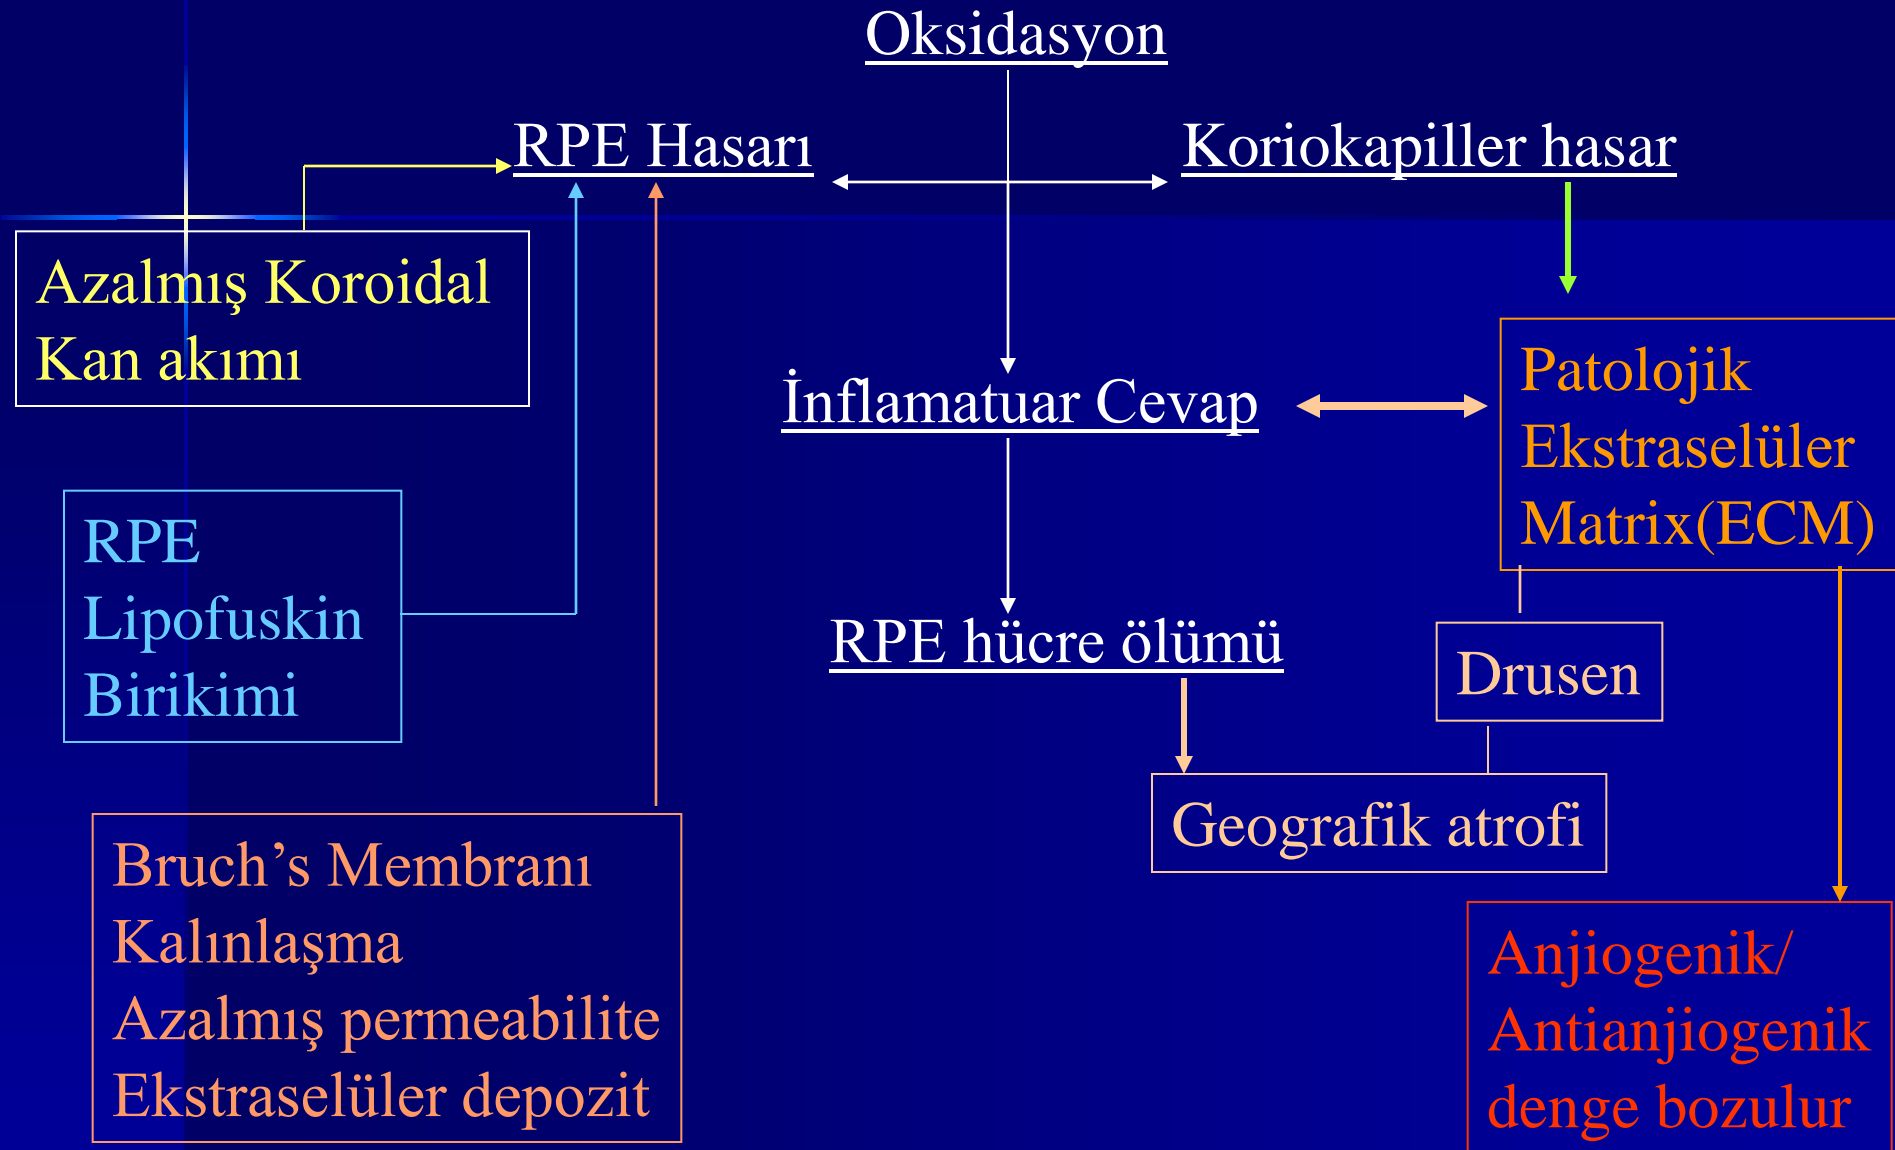 Oksidasyon
RPE Hasarı
Koriokapiller hasar
Azalmış Koroidal
Kan akımı
İnflamatuar Cevap
Patolojik
Ekstraselüler
Matrix(ECM)
RPE
Lipofuskin
Birikimi
RPE hücre ölümü
Drusen
Geografik atrofi
Bruch’s Membranı
Kalınlaşma
Azalmış permeabilite
Ekstraselüler depozit
Anjiogenik/
Antianjiogenik
denge bozulur